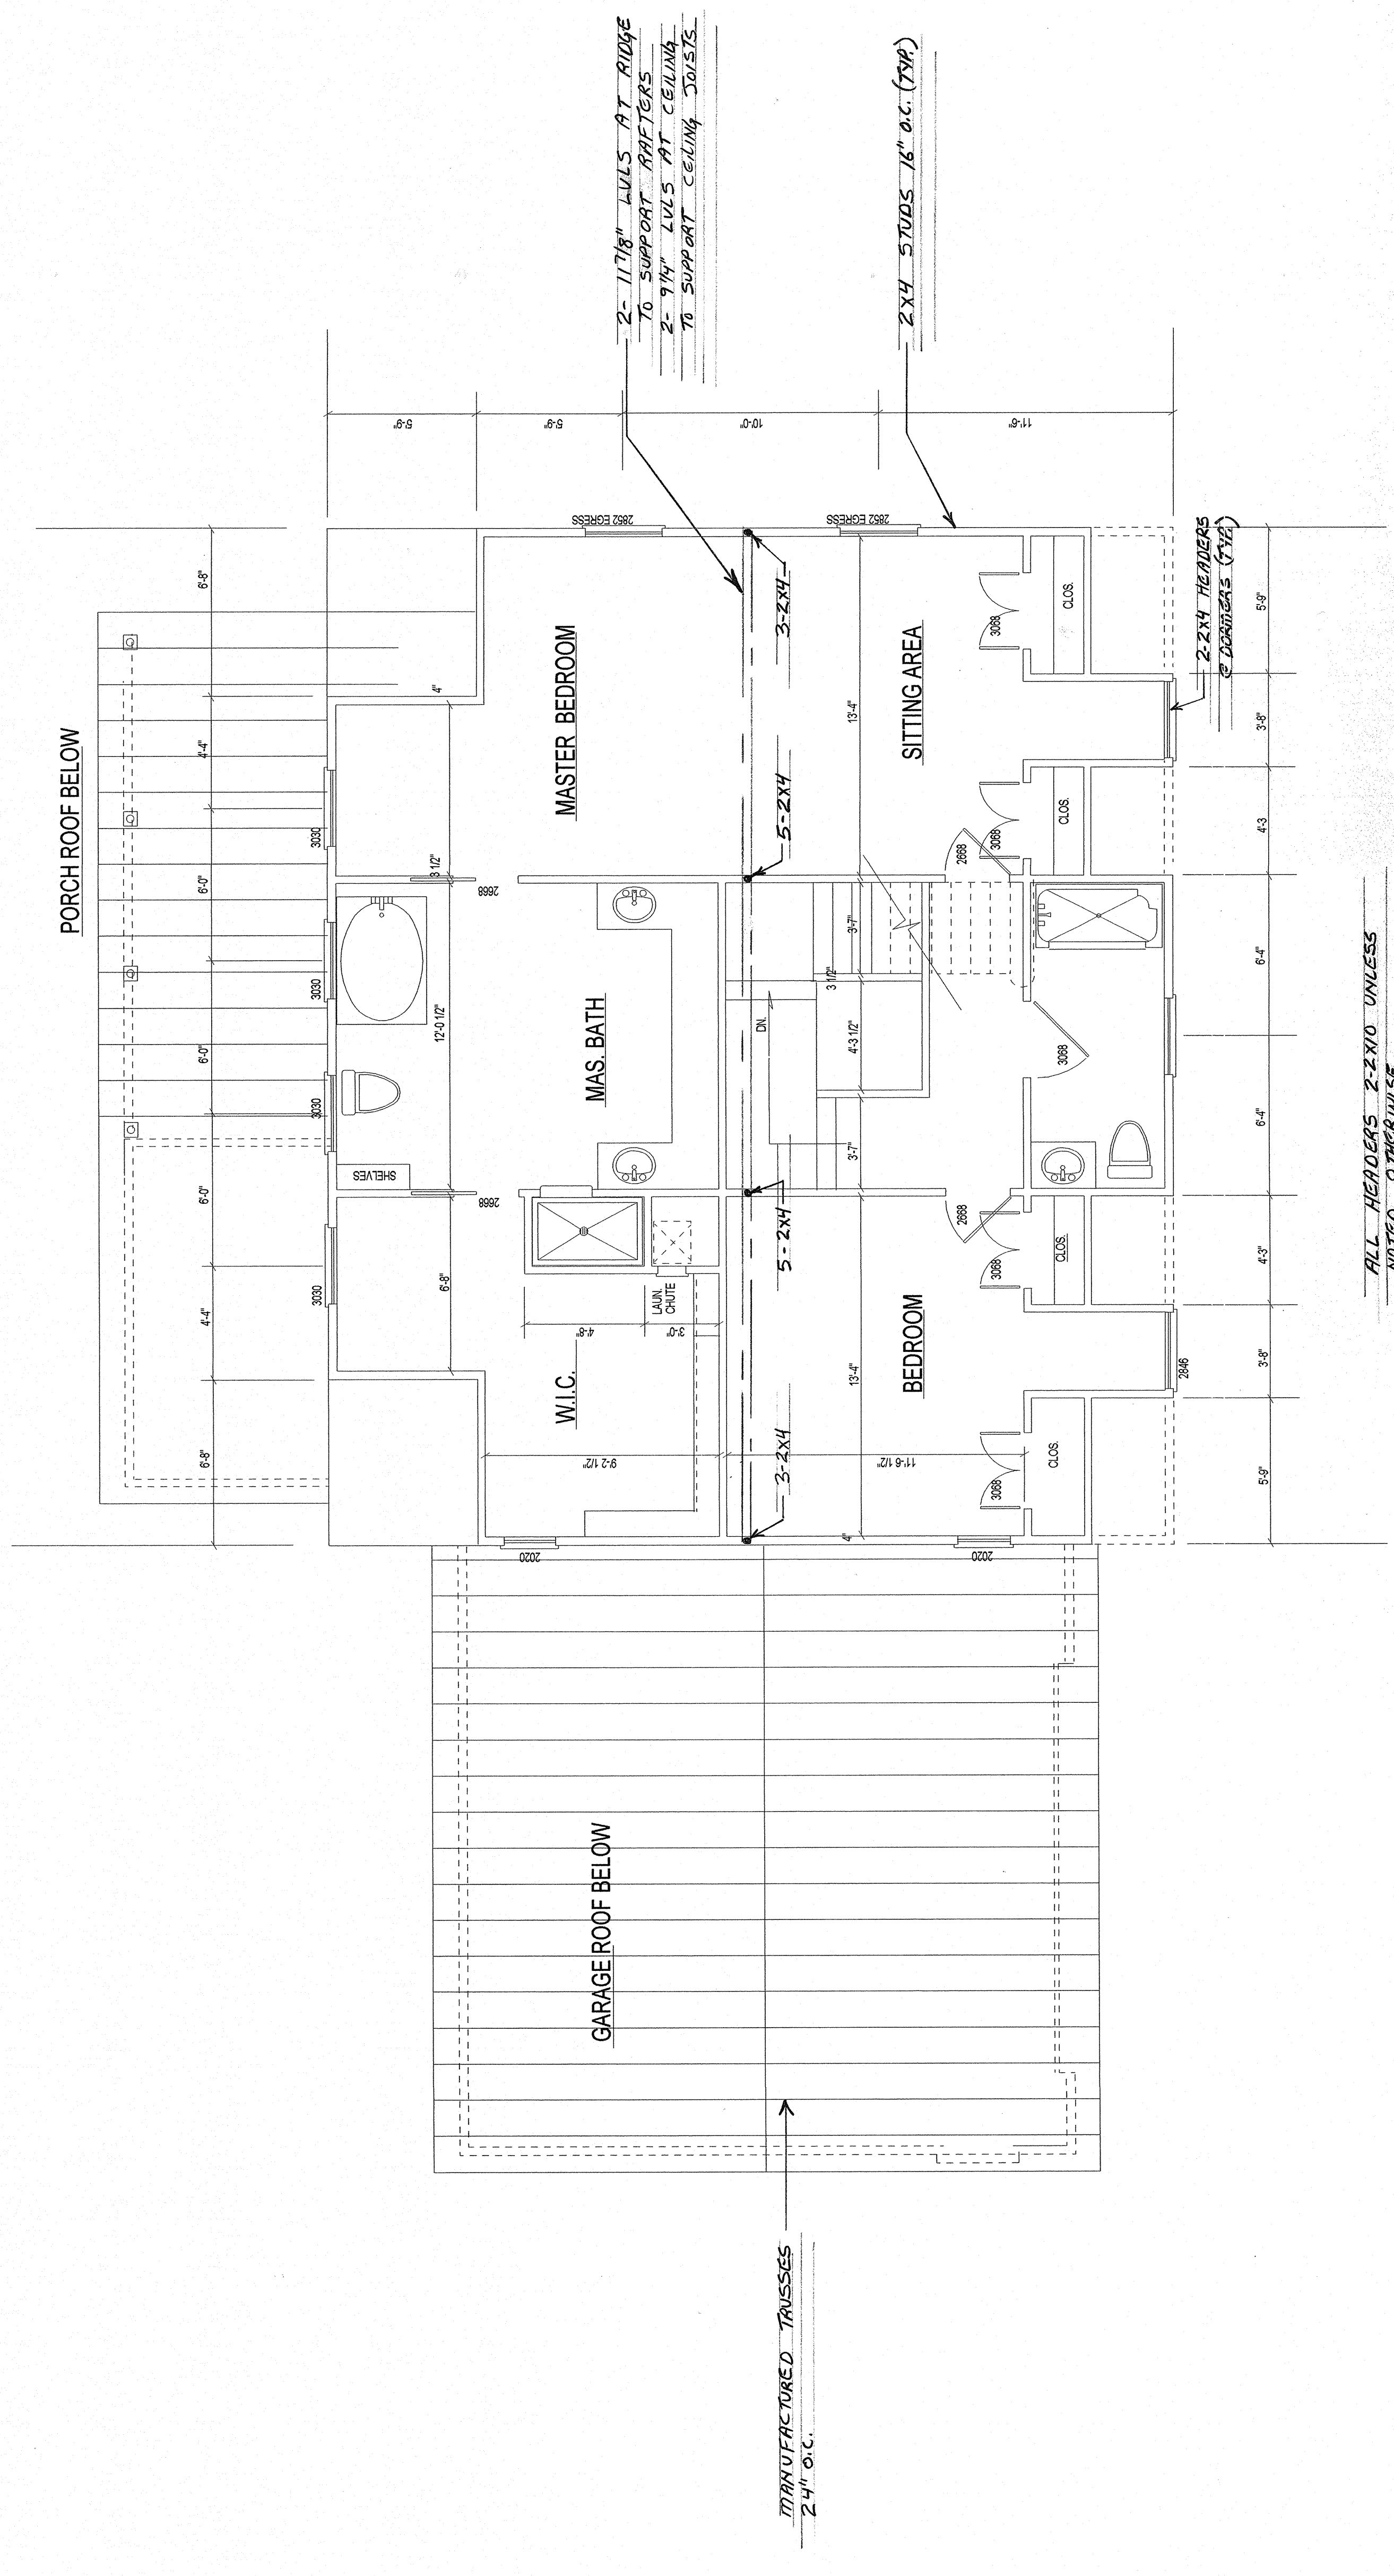 PORCH ROOF BELOW
6'-8"
4'-4"
6'-0"
6'-0"
6'-0"
4'-4"
6'-8"
3030
3030
3030
3030
2-11 7/8" LVLS AT RIDGE
TO SUPPORT RAFTERS
2-9 1/4" LVLS AT CEILING
TO SUPPORT CEILING JOISTS
2X4 STUDS 16" O.C. (TYP.)
5'-9"
5'-9"
10'-0"
11'-6"
2852 EGRESS
2852 EGRESS
4"
3 1/2"
2668
12'-0 1/2"
SHELVES
2668
6'-8"
MASTER BEDROOM
MAS. BATH
W.I.C.
4'-8"
3'-0"
LAUN.
CHUTE
9'-2 1/2"
11'-6 1/2"
2020
2020
4"
3-2X4
5-2X4
5-2X4
3-2X4
DN.
3 1/2"
3'-7"
4'-3 1/2"
3'-7"
13'-4"
13'-4"
SITTING AREA
BEDROOM
2668
2668
3068
3068
3068
3068
3068
CLOS.
CLOS.
CLOS.
CLOS.
2846
2-2X4 HEADERS
@ DORMERS (TYP.)
5'-9"
3'-8"
4'-3
6'-4"
6'-4"
4'-3"
3'-8"
5'-9"
ALL HEADERS 2-2X10 UNLESS
NOTED OTHERWISE
GARAGE ROOF BELOW
MANUFACTURED TRUSSES
24" O.C.